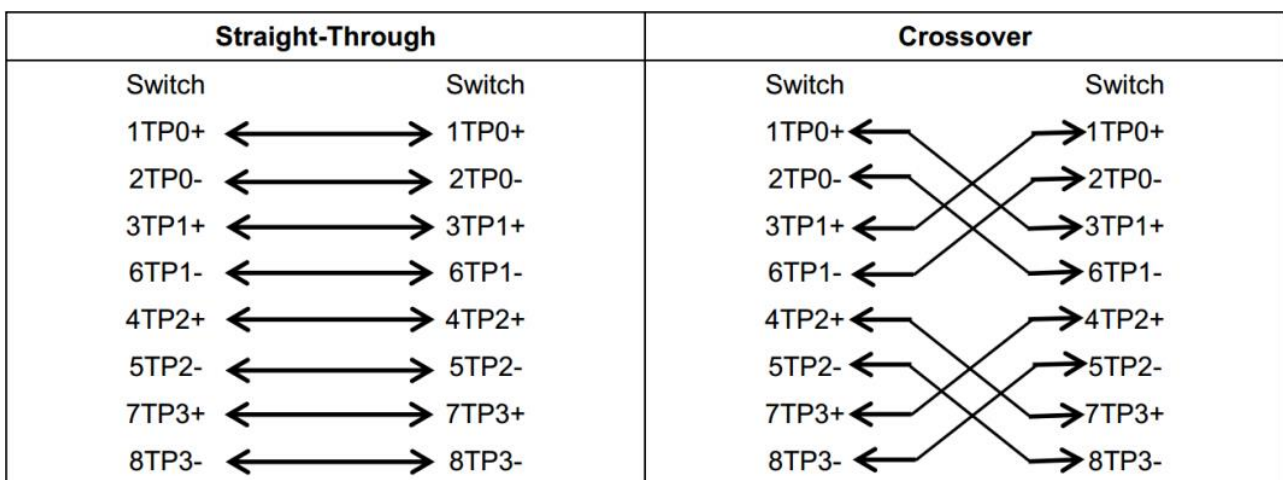 Straight-Through Crossover
Switch Switch Switch Switch
1TP0+ 1TP0+ 1TP0+ 1TP0+
2TP0- 2TP0- 2TP0- 2TP0-
3TP1+ 3TP1+ 3TP1+ 3TP1+
6TP1- 6TP1- 6TP1- 6TP1-
4TP2+ 4TP2+ 4TP2+ 4TP2+
5TP2- 5TP2- 5TP2- 5TP2-
7TP3+ 7TP3+ 7TP3+ 7TP3+
8TP3- 8TP3- 8TP3- 8TP3-